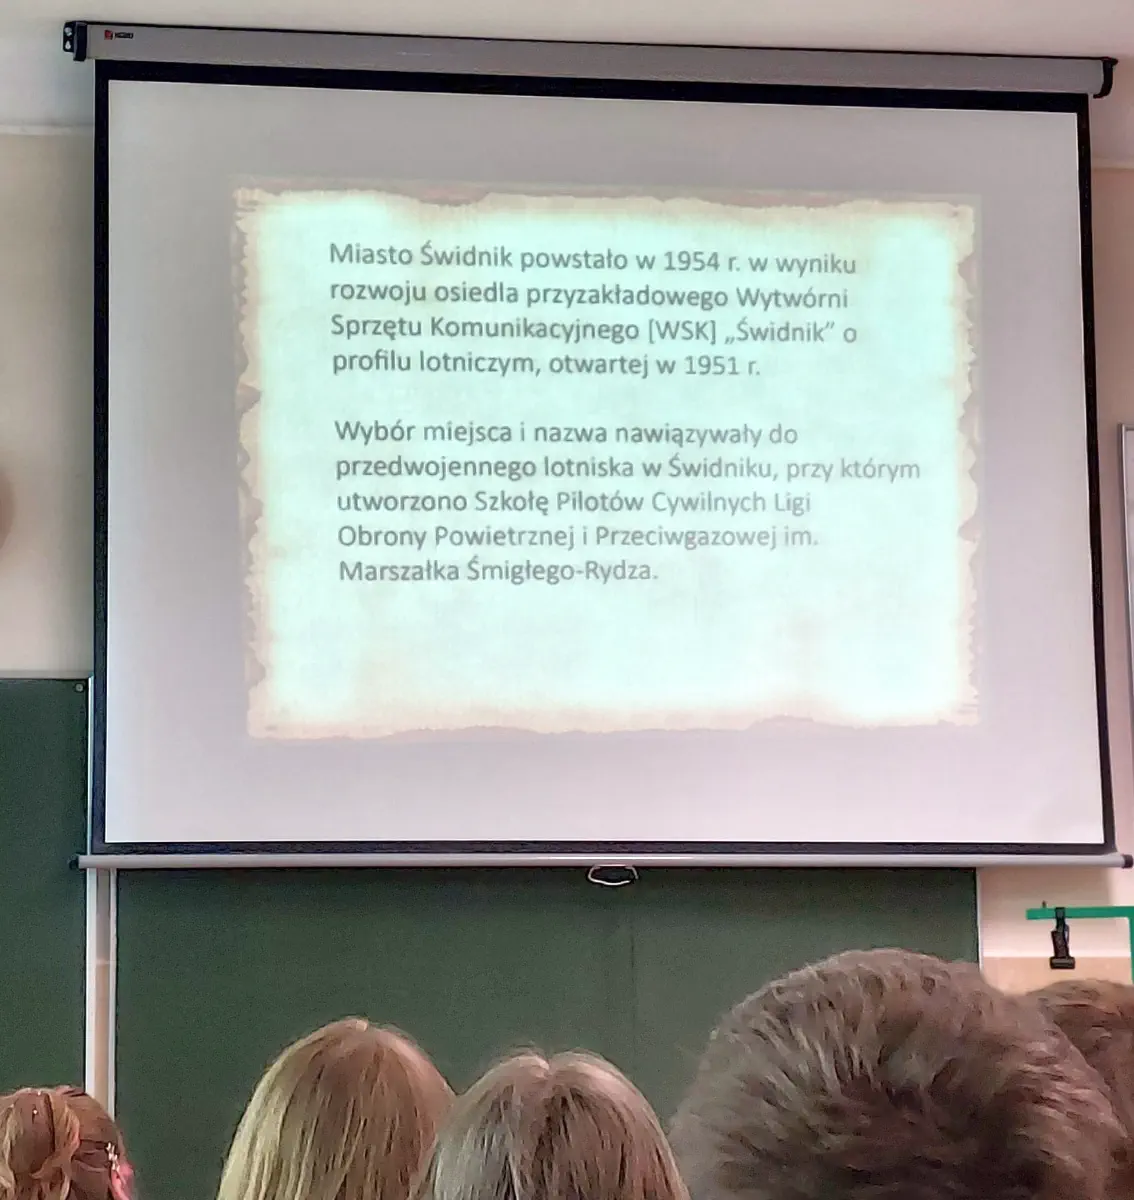 Miasto Świdnik powstało w 1954 r. w wyniku
rozwoju osiedla przyzakładowego Wytwórni
Sprzętu Komunikacyjnego [WSK] „Świdnik” o
profilu lotniczym, otwartej w 1951 r.
Wybór miejsca i nazwa nawiązywały do
przedwojennego lotniska w Świdniku, przy którym
utworzono Szkołę Pilotów Cywilnych Ligi
Obrony Powietrznej i Przeciwgazowej im.
Marszałka Śmigłego-Rydza.